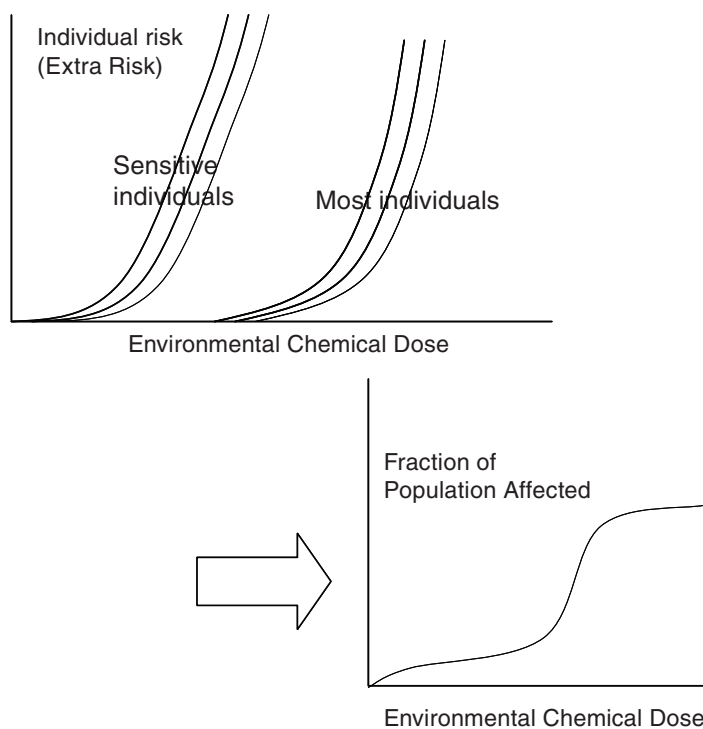 Individual risk
(Extra Risk)
Sensitive
individuals
Most individuals
Environmental Chemical Dose
Fraction of
Population Affected
Environmental Chemical Dose